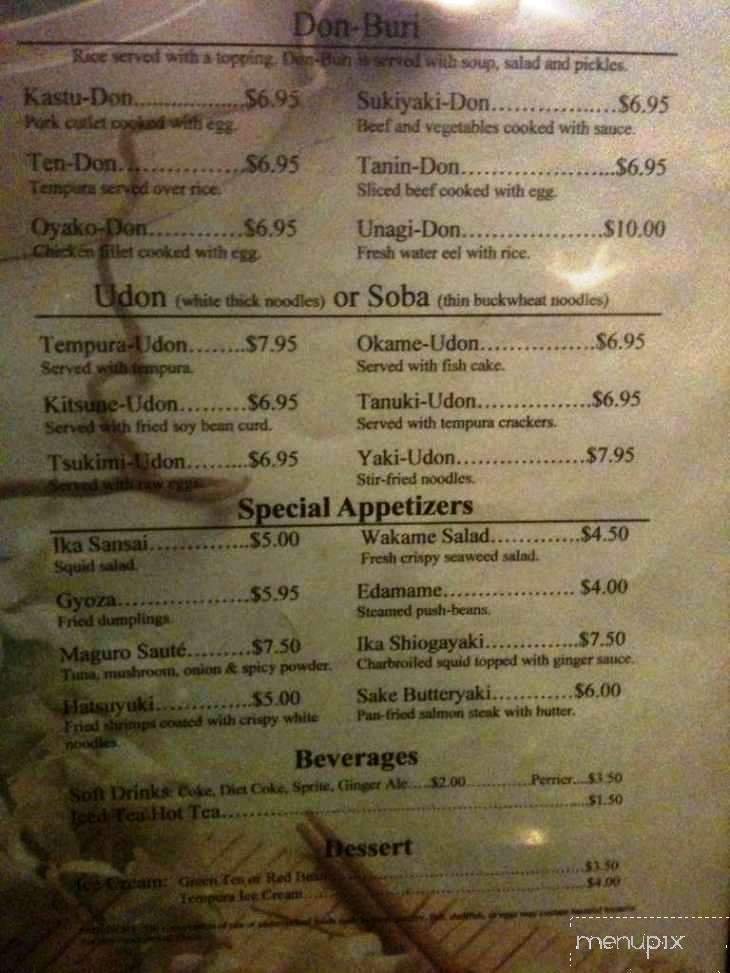 Don-Buri
Rice served with a topping. Don-Buri is served with soup, salad and pickles.
Kastu-Don.................$6.95
Pork cutlet cooked with egg.
Ten-Don...................$6.95
Tempura served over rice.
Oyako-Don............$6.95
Chicken fillet cooked with egg.
Sukiyaki-Don................$6.95
Beef and vegetables cooked with sauce.
Tanin-Don......................$6.95
Sliced beef cooked with egg.
Unagi-Don...................$10.00
Fresh water eel with rice.
Udon (white thick noodles) or Soba (thin buckwheat noodles)
Tempura-Udon........$7.95
Served with tempura.
Kitsune-Udon.........$6.95
Served with fried soy bean curd.
Tsukimi-Udon.........$6.95
Served with raw eggs.
Okame-Udon................$6.95
Served with fish cake.
Tanuki-Udon................$6.95
Served with tempura crackers.
Yaki-Udon..................$7.95
Stir-fried noodles.
Special Appetizers
Ika Sansai..............$5.00
Squid salad.
Gyoza...................$5.95
Fried dumplings.
Maguro Sauté.........$7.50
Tuna, mushroom, onion & spicy powder.
Hatsuyuki..............$5.00
Fried shrimps coated with crispy white
noodles.
Wakame Salad.............$4.50
Fresh crispy seaweed salad.
Edamame................... $4.00
Steamed push-beans.
Ika Shiogayaki..............$7.50
Charbroiled squid topped with ginger sauce.
Sake Butteryaki............$6.00
Pan-fried salmon steak with butter.
Beverages
Soft Drinks: Coke, Diet Coke, Sprite, Ginger Ale.....$2.00................Perrier....$3.50
Iced Tea/Hot Tea...............................................$1.50
Dessert
Ice Cream: Green Tea or Red Bean...............................$3.50
Tempura Ice Cream...............................$4.00
menupix